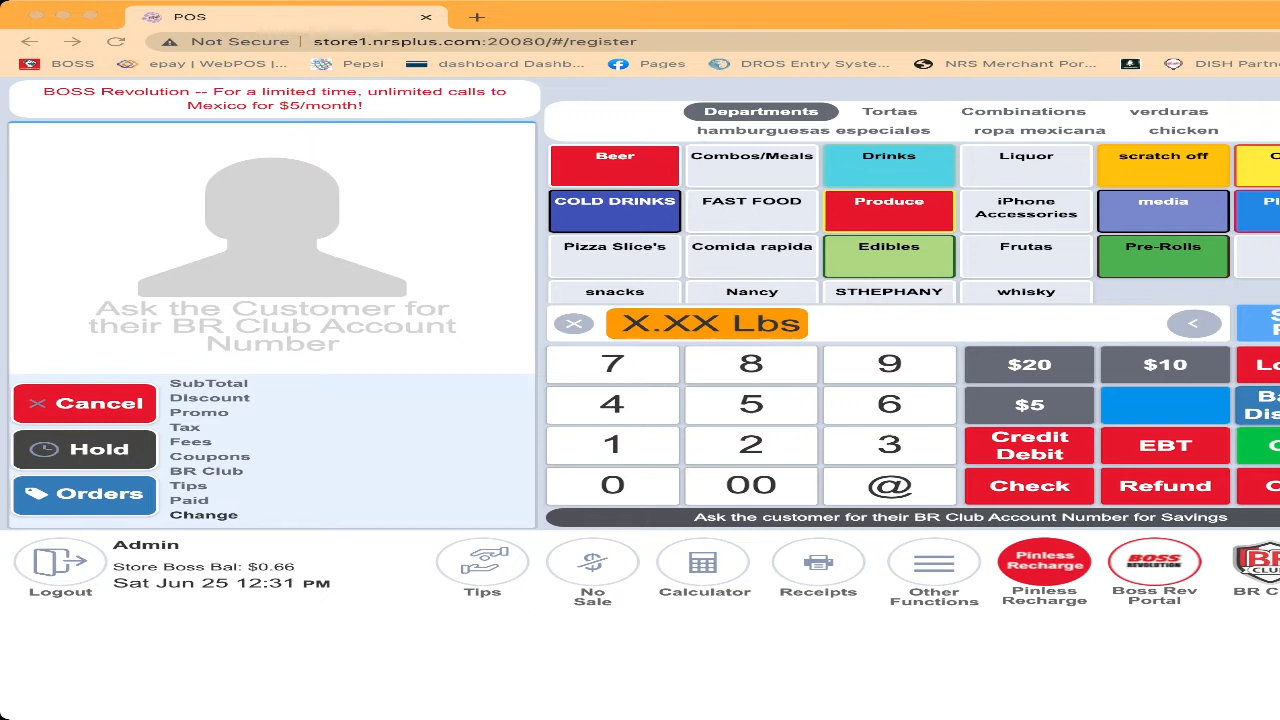 POS
Not Secure
store1.nrsplus.com:20080/#/register
BOSS
epay | WebPOS |...
Pepsi
dashboard Dashb...
Pages
DROS Entry Syste...
NRS Merchant Por...
DISH Partn
BOSS Revolution -- For a limited time, unlimited calls to
Mexico for $5/month!
Departments
Tortas
Combinations
verduras
hamburguesas especiales
ropa mexicana
chicken
Beer
Combos/Meals
Drinks
Liquor
scratch off
COLD DRINKS
FAST FOOD
Produce
iPhone
Accessories
media
Pizza Slice's
Comida rapida
Edibles
Frutas
Pre-Rolls
snacks
Nancy
STHEPHANY
whisky
Ask the Customer for
their BR Club Account
Number
X.XX Lbs
7
8
9
$20
$10
4
5
6
$5
1
2
3
Credit
Debit
EBT
0
00
@
Check
Refund
Cancel
Hold
Orders
SubTotal
Discount
Promo
Tax
Fees
Coupons
BR Club
Tips
Paid
Change
Ask the customer for their BR Club Account Number for Savings
Admin
Store Boss Bal: $0.66
Sat Jun 25 12:31 PM
Logout
Tips
No
Sale
Calculator
Receipts
Other
Functions
Pinless
Recharge
Pinless
Recharge
BOSS
REVOLUTION
Boss Rev
Portal
BR C